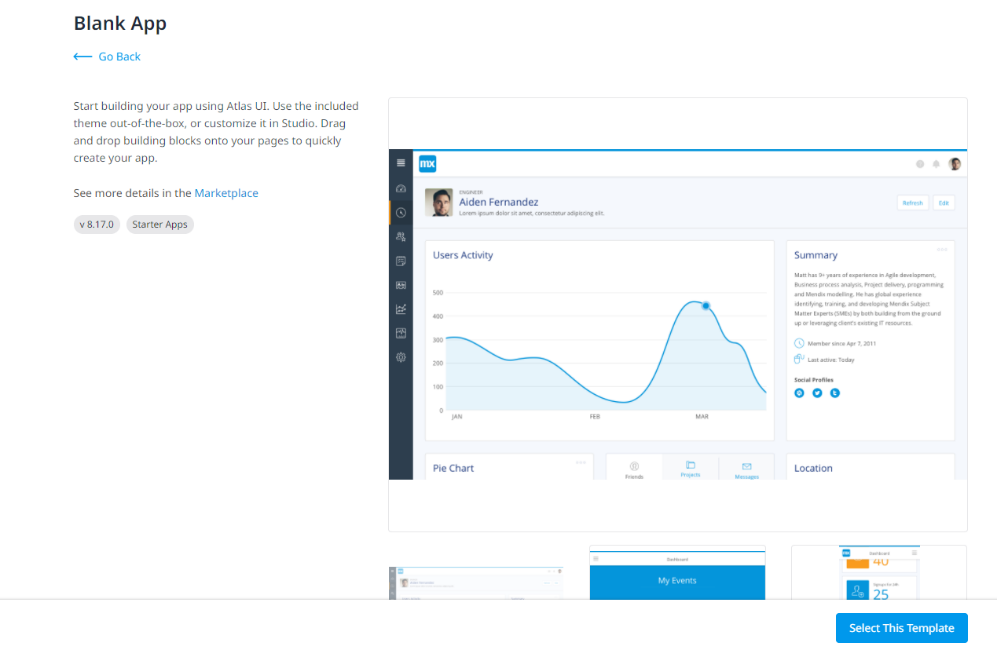 Blank App
Go Back
Start building your app using Atlas UI. Use the included
theme out-of-the-box, or customize it in Studio. Drag
and drop building blocks onto your pages to quickly
create your app.
See more details in the Marketplace
v 8.17.0 Starter Apps
mx
ENGINEER
Aiden Fernandez
Lorem ipsum dolor sit amet, consectetur adipiscing elit.
Refresh Edit
Users Activity
500
400
300
200
100
0
JAN FEB MAR
Summary
Matt has 9+ years of experience in Agile development,
Business process analysis, Project delivery, programming
and Mendix modelling. He has global experience
identifying, training, and developing Mendix Subject
Matter Experts (SMEs) by both building from the ground
up or leveraging client's existing IT resources.
Member since Apr 7, 2011
Last active: Today
Social Profiles
Pie Chart
Friends Projects Messages
Location
Dashboard
My Events
mx Dashboard
40
25
Select This Template